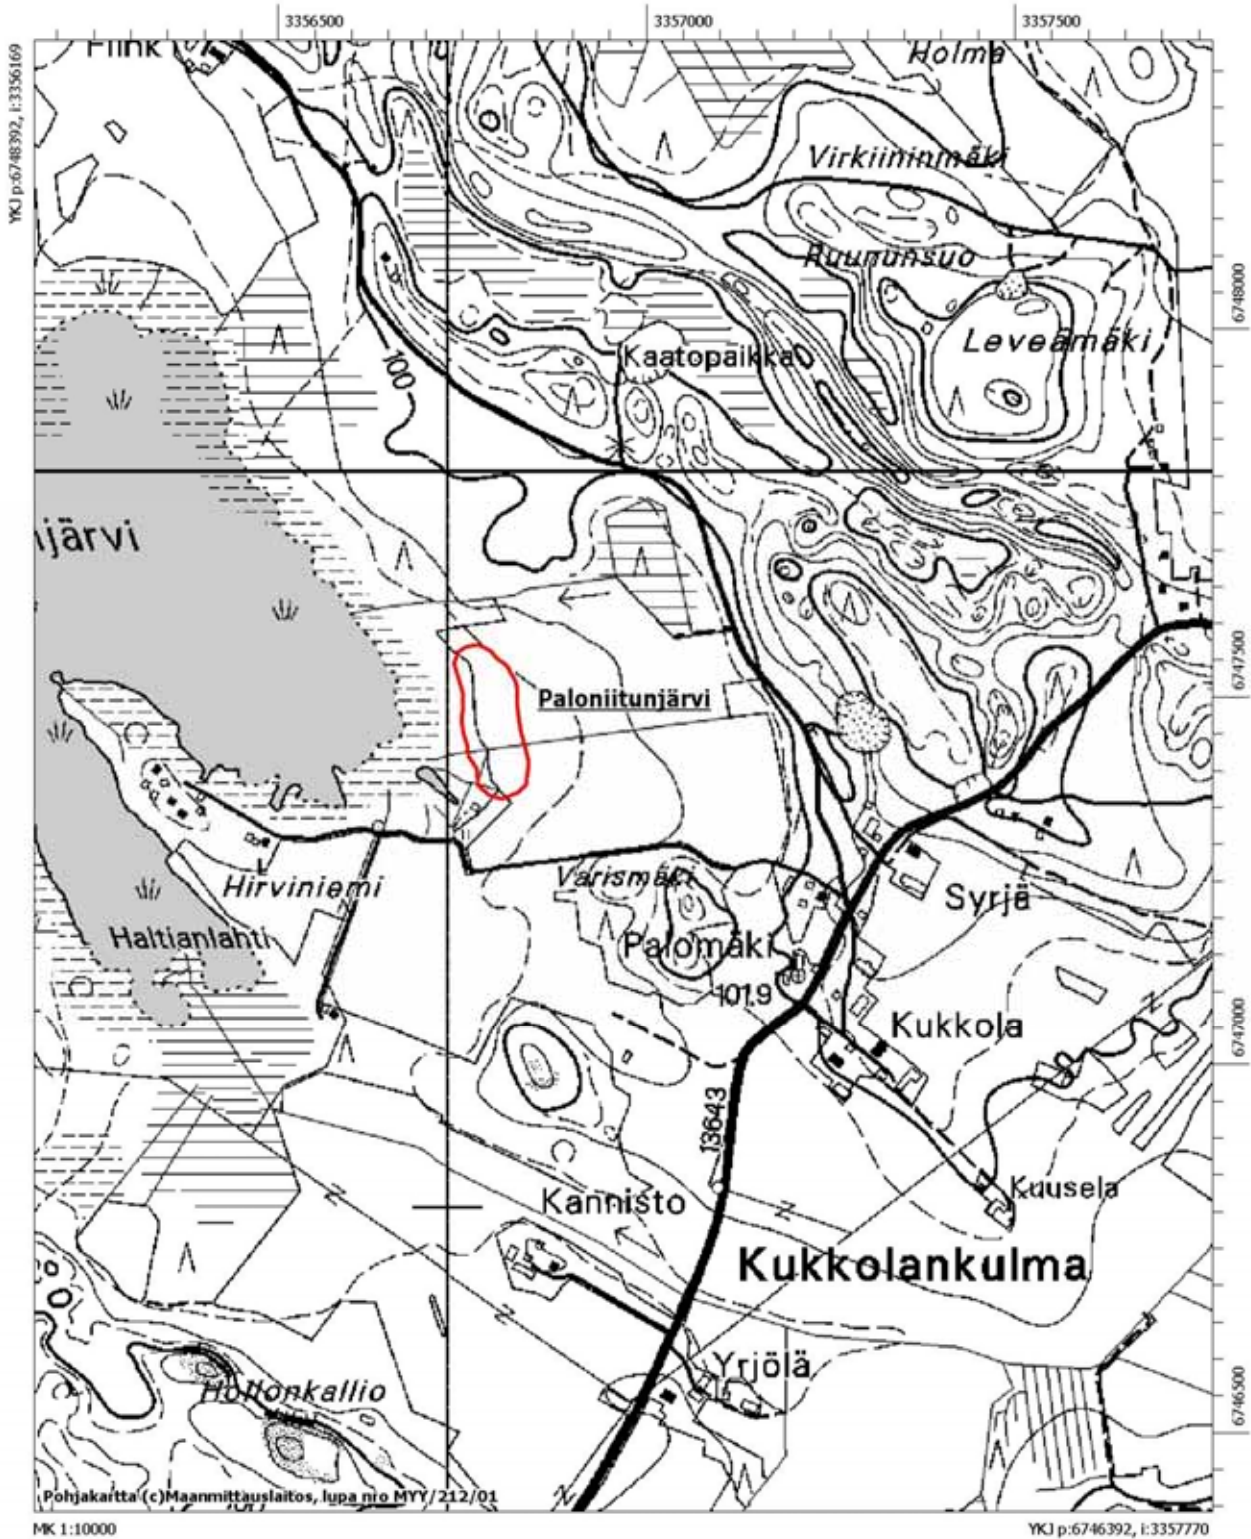 3356500
3357000
3357500
YKJ p:6748392, i:3356169
Flink
Holma
Virkiininmäki
Ruununsuo
6748000
Leveämäki
Kaatopaikka
100
ijärvi
6747500
Paloniitunjärvi
Hirviniemi
Varismäki
Syrjä
Haltianlahti
Palomäki
101.9
Kukkola
6747000
13643
Kuusela
Kannisto
Kukkolankulma
Yrjölä
Hollonkallio
6746500
Pohjakartta (c)Maanmittauslaitos, lupa nro MYY/212/01
MK 1:10000
YKJ p:6746392, i:3357770